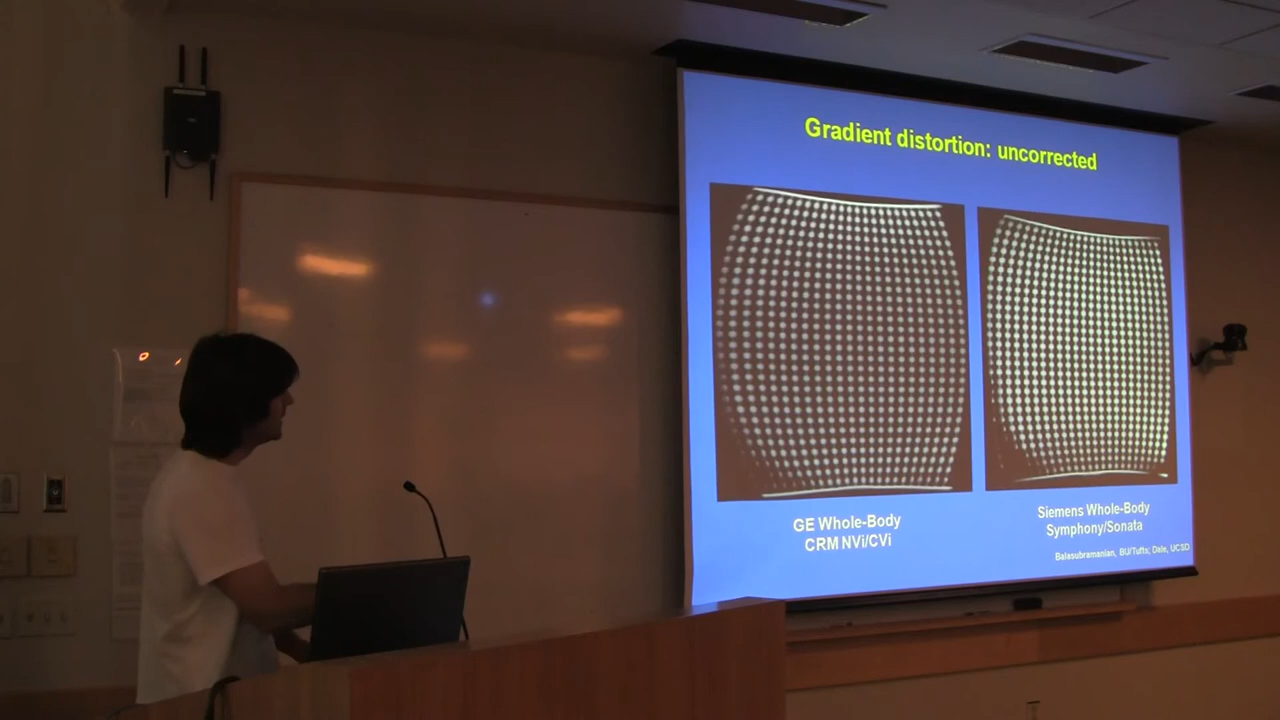 Gradient distortion: uncorrected
GE Whole-Body
CRM NVi/CVi
Siemens Whole-Body
Symphony/Sonata
Balasubramanian, BU/Tufts; Dale, UCSD